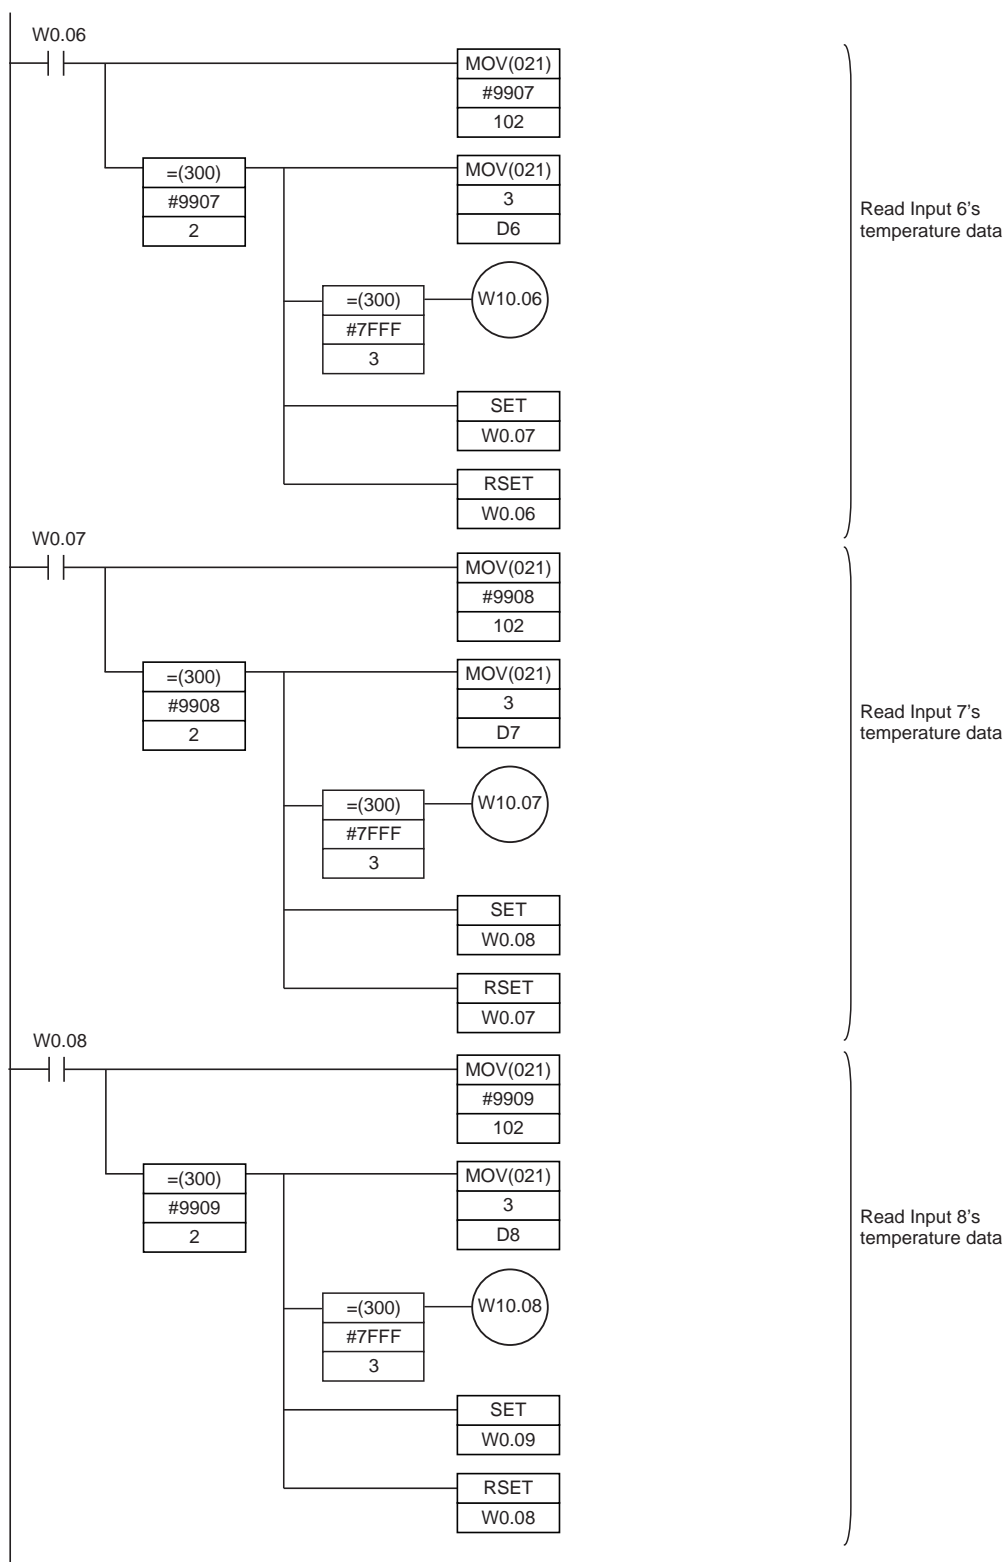 W0.06
MOV(021)
#9907
102
=(300)
#9907
2
MOV(021)
3
D6
=(300)
#7FFF
3
W10.06
SET
W0.07
RSET
W0.06
Read Input 6's
temperature data
W0.07
MOV(021)
#9908
102
=(300)
#9908
2
MOV(021)
3
D7
=(300)
#7FFF
3
W10.07
SET
W0.08
RSET
W0.07
Read Input 7's
temperature data
W0.08
MOV(021)
#9909
102
=(300)
#9909
2
MOV(021)
3
D8
=(300)
#7FFF
3
W10.08
SET
W0.09
RSET
W0.08
Read Input 8's
temperature data